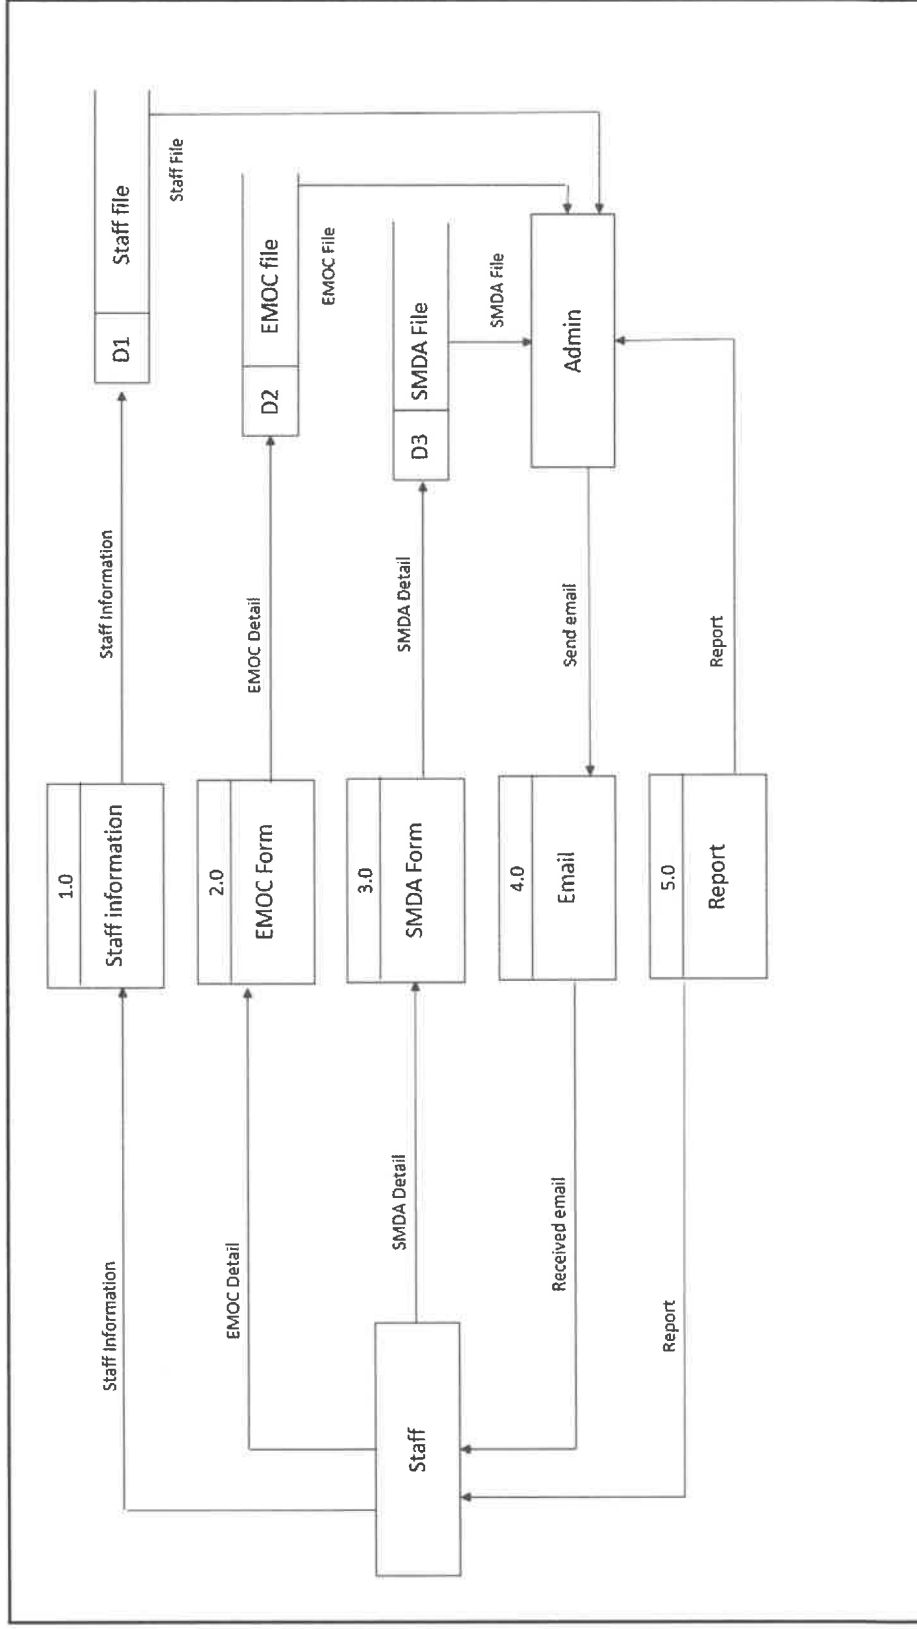 Staff Information
1.0
Staff information
Staff Information
D1
Staff file
Staff File
EMOC Detail
2.0
EMOC Form
EMOC Detail
D2
EMOC file
EMOC File
Staff
SMDA Detail
3.0
SMDA Form
SMDA Detail
D3
SMDA File
SMDA File
Received email
4.0
Email
Send email
Admin
Report
5.0
Report
Report